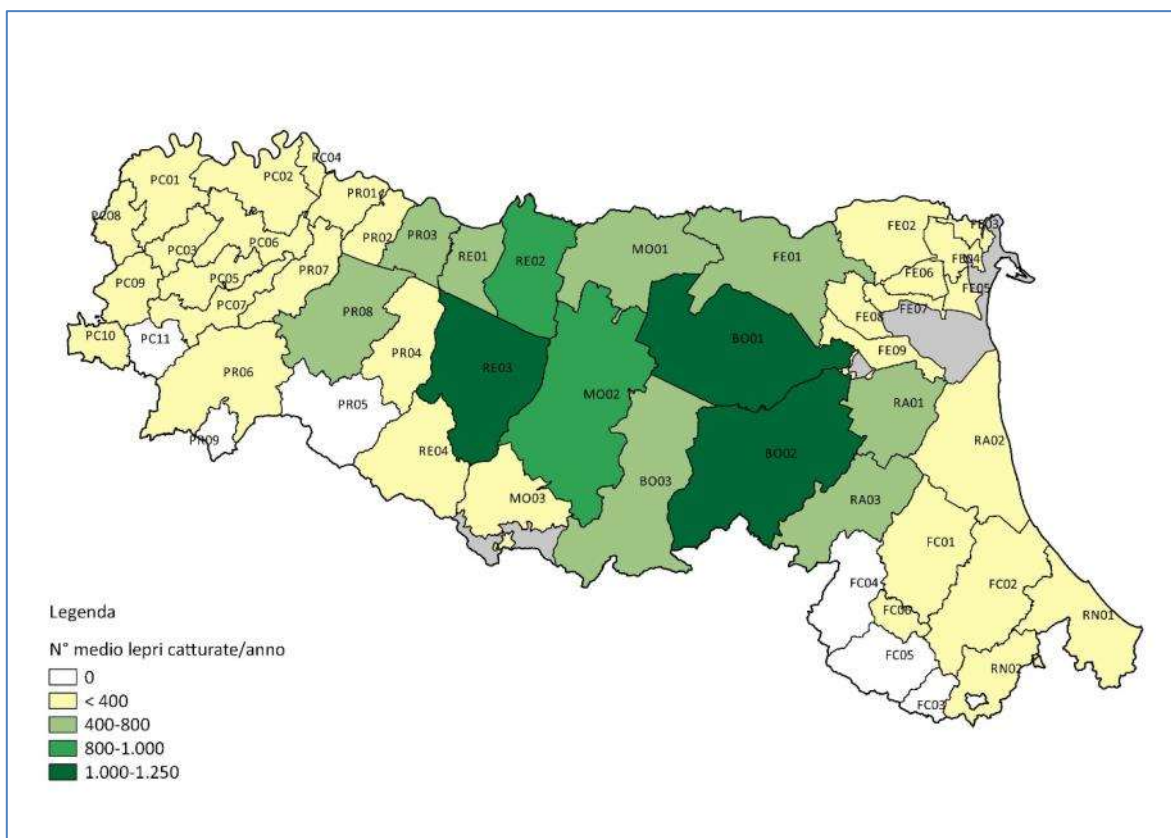 PC04
PC01
PC02
PR01
PC08
FE03
FE02
PC03
PC06
PR02
PR03
MO01
RE01
RE02
FE01
FE04
FE06
PC09
PC05
PR07
FE05
PC07
FE07
PR08
FE08
PC10
PC11
BO01
FE09
PR04
RE03
PR06
MO02
RA01
PR05
PR09
RA02
RE04
BO02
BO03
MO03
RA03
FC01
FC04
FC02
RN01
FC06
FC05
RN02
FC03
Legenda
N° medio lepri catturate/anno
0
< 400
400-800
800-1.000
1.000-1.250